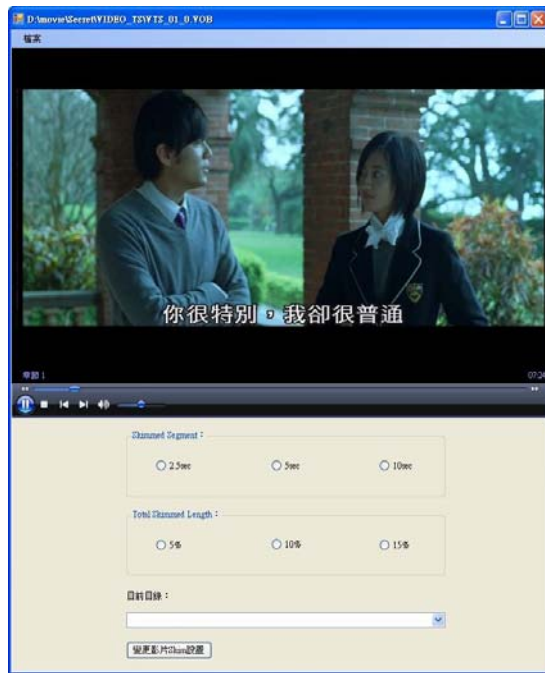 D:\movie\Secret\VIDEO_TS\VTS_01_0.VOB
檔案
你很特別，我卻很普通
章節 1
07:24
Skimmed Segment：
2.5sec
5sec
10sec
Total Skimmed Length：
5%
10%
15%
目前目錄：
變更影片Skim設置